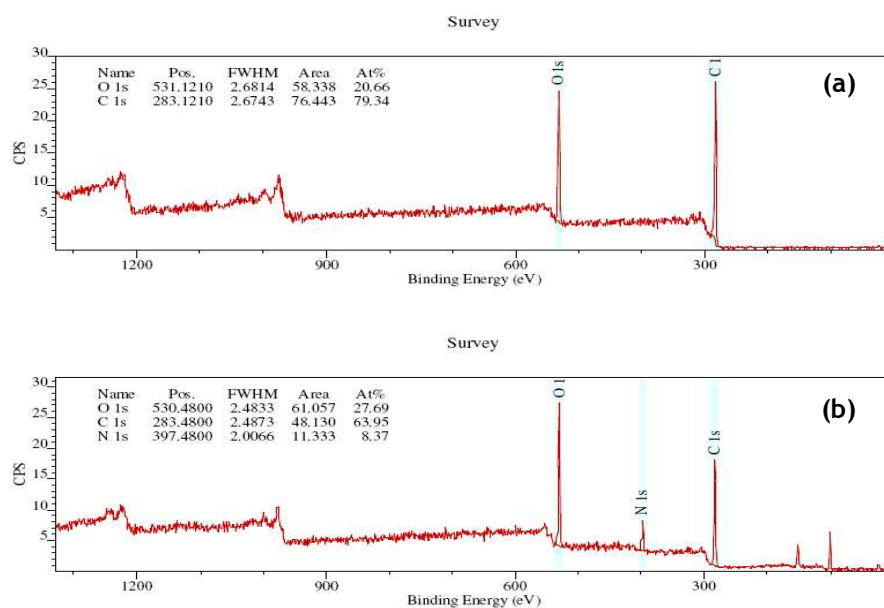 Survey
30
25
20
15
10
5
CPS
Name Pos. FWHM Area At%
O 1s 531.1210 2.6814 58.338 20.66
C 1s 283.1210 2.6743 76.443 79.34
O 1s
C 1
(a)
1200 900 600 300
Binding Energy (eV)
Survey
30
25
20
15
10
5
CPS
Name Pos. FWHM Area At%
O 1s 530.4800 2.4833 61.057 27.69
C 1s 283.4800 2.4873 48.130 63.95
N 1s 397.4800 2.0066 11.333 8.37
O 1
N 1s
C 1s
(b)
1200 900 600 300
Binding Energy (eV)